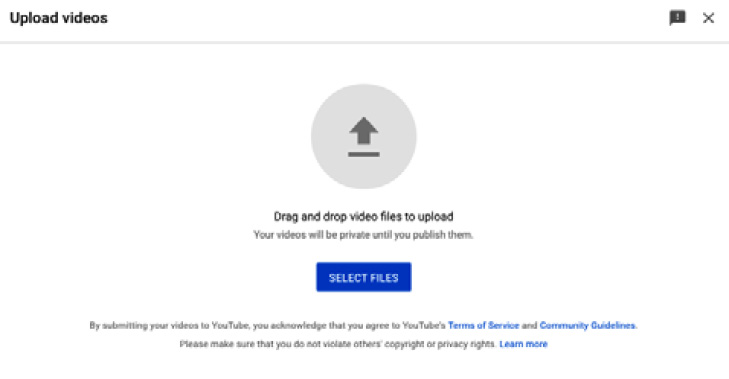 Upload videos
Drag and drop video files to upload
Your videos will be private until you publish them.
SELECT FILES
By submitting your videos to YouTube, you acknowledge that you agree to YouTube's Terms of Service and Community Guidelines.
Please make sure that you do not violate others' copyright or privacy rights. Learn more